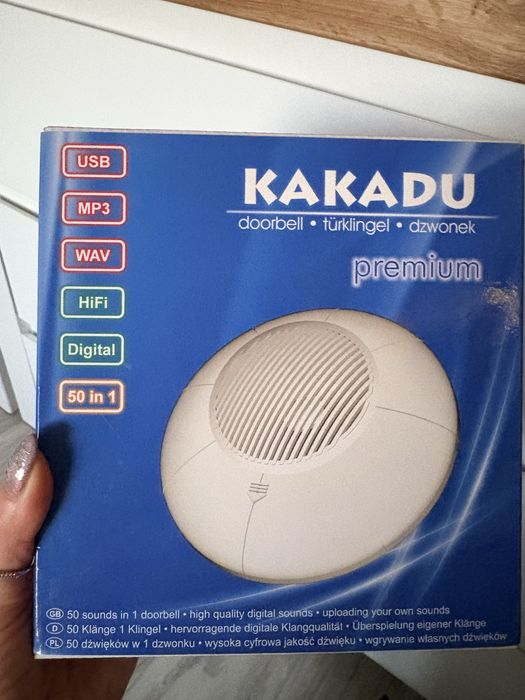 USB
MP3
WAV
HiFi
Digital
50 in 1
KAKADU
doorbell • türklingel • dzwonek
premium
GB 50 sounds in 1 doorbell • high quality digital sounds • uploading your own sounds
D 50 Klänge 1 Klingel • hervorragende digitale Klangqualität • Überspielung eigener Klänge
PL 50 dźwięków w 1 dzwonku • wysoka cyfrowa jakość dźwięku • wgrywanie własnych dźwięków